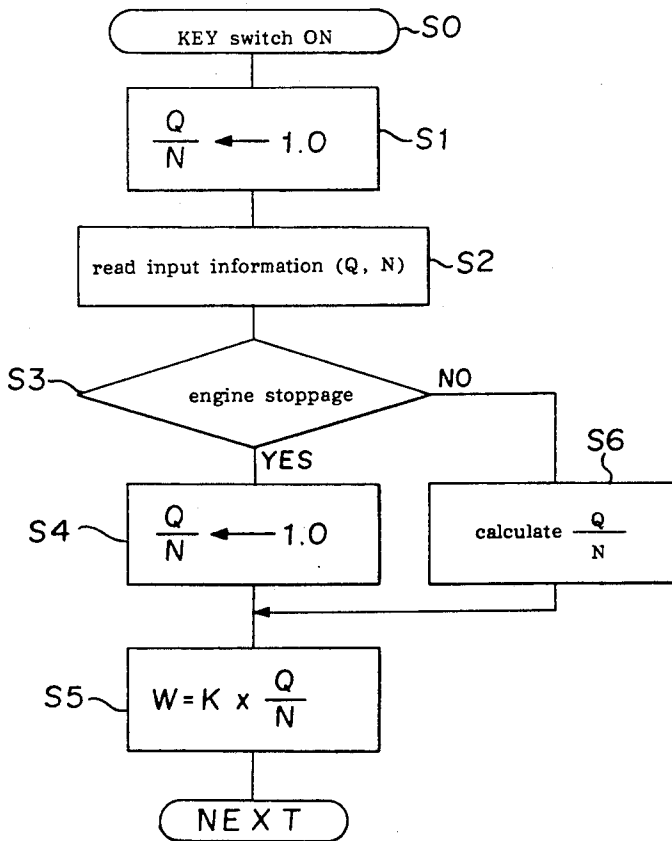 KEY switch ON
S0
Q/N ← 1.0
S1
read input information (Q, N)
S2
S3
engine stoppage
NO
YES
S6
S4
Q/N ← 1.0
calculate Q/N
S5
W = K x Q/N
NEXT